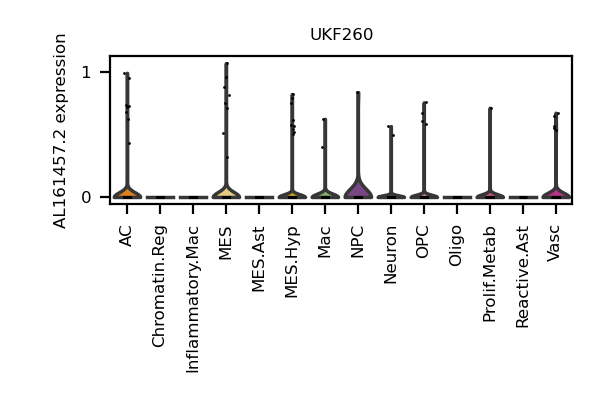 UKF260
AL161457.2 expression
1
0
AC
Chromatin.Reg
Inflammatory.Mac
MES
MES.Ast
MES.Hyp
Mac
NPC
Neuron
OPC
Oligo
Prolif.Metab
Reactive.Ast
Vasc